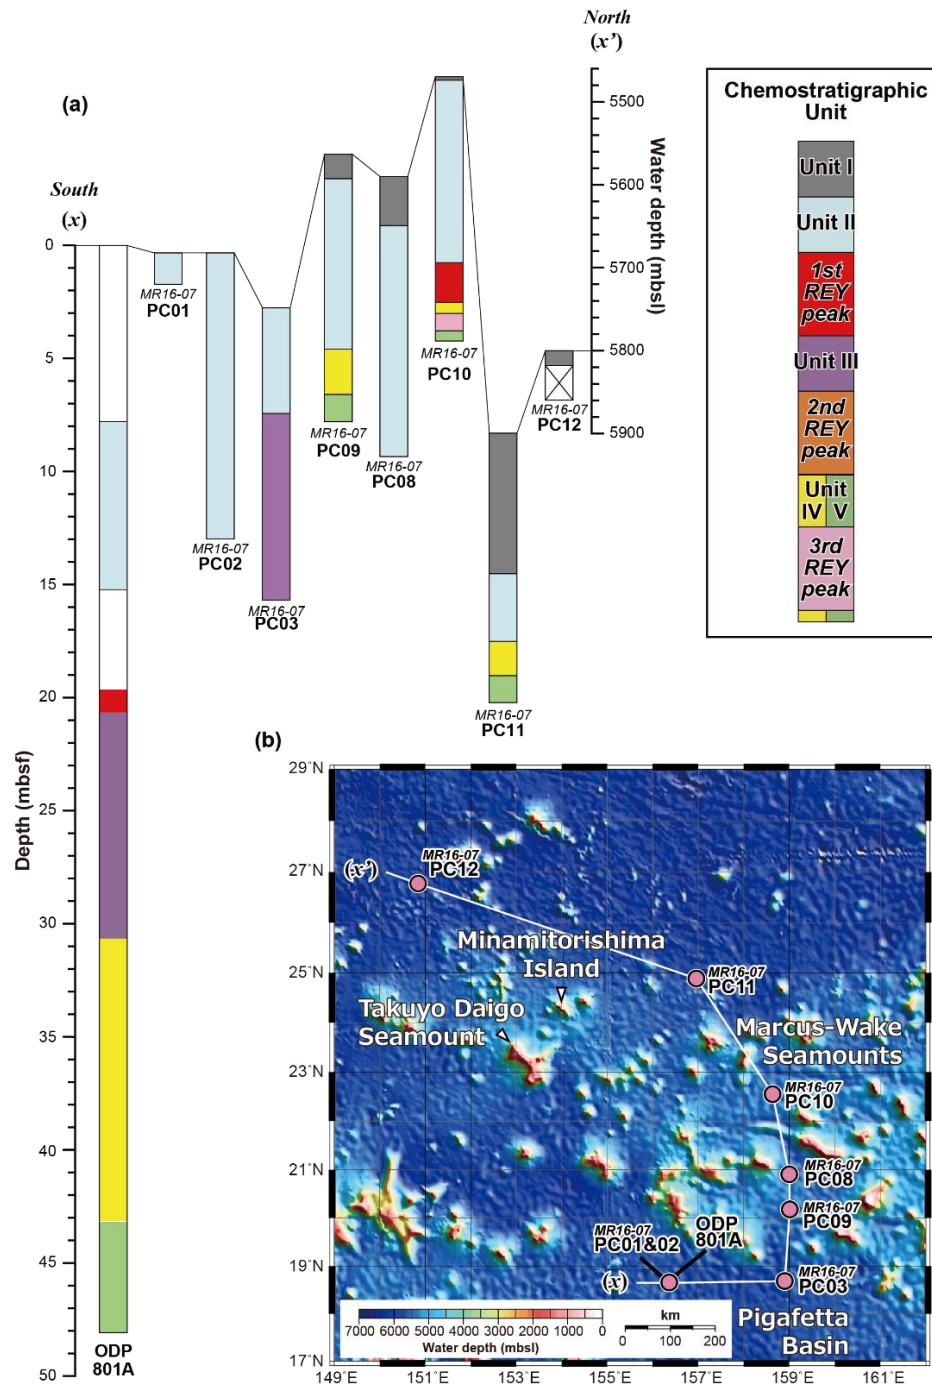 North
(x’)
(a)
South
(x)
5500
5600
5700
5800
5900
Water depth (mbsl)
Chemostratigraphic
Unit
Unit I
Unit II
1st
REY
peak
Unit III
2nd
REY
peak
Unit
IV V
3rd
REY
peak
0
5
10
15
20
25
30
35
40
45
50
Depth (mbsf)
MR16-07
PC01
MR16-07
PC02
MR16-07
PC03
MR16-07
PC09
MR16-07
PC08
MR16-07
PC10
MR16-07
PC11
MR16-07
PC12
ODP
801A
(b)
29°N
27°N
25°N
23°N
21°N
19°N
17°N
149°E
151°E
153°E
155°E
157°E
159°E
161°E
(x’)
MR16-07
PC12
Minamitorishima
Island
Takuyo Daigo
Seamount
MR16-07
PC11
Marcus-Wake
Seamounts
MR16-07
PC10
MR16-07
PC08
MR16-07
PC09
MR16-07
PC01&02
ODP
801A
(x)
MR16-07
PC03
Pigafetta
Basin
7000 6000 5000 4000 3000 2000 1000 0
Water depth (mbsl)
km
0 100 200